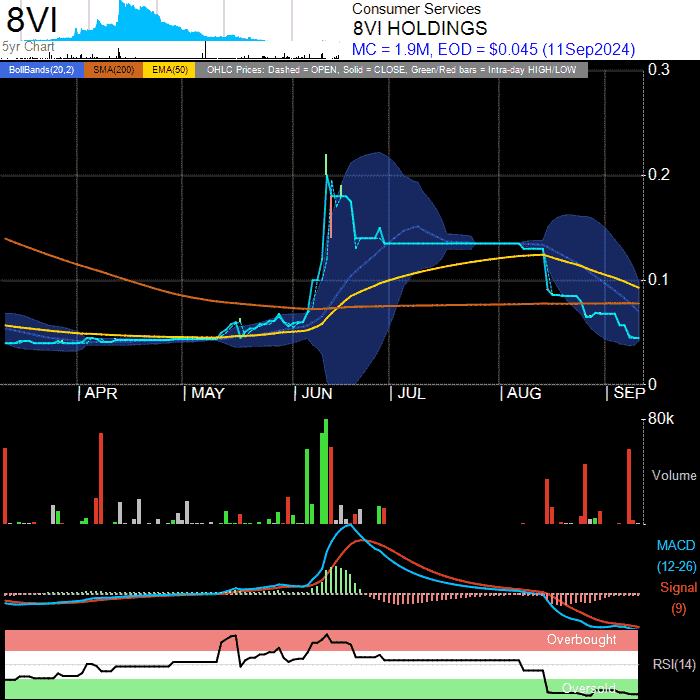 8VI
5yr Chart
Consumer Services
8VI HOLDINGS
MC = 1.9M, EOD = $0.045 (11Sep2024)
BollBands(20,2) SMA(200) EMA(50) OHLC Prices: Dashed = OPEN, Solid = CLOSE, Green/Red bars = Intra-day HIGH/LOW
0.3
0.2
0.1
0
APR MAY JUN JUL AUG SEP
80k
Volume
MACD
(12-26)
Signal
(9)
Overbought
RSI(14)
Oversold